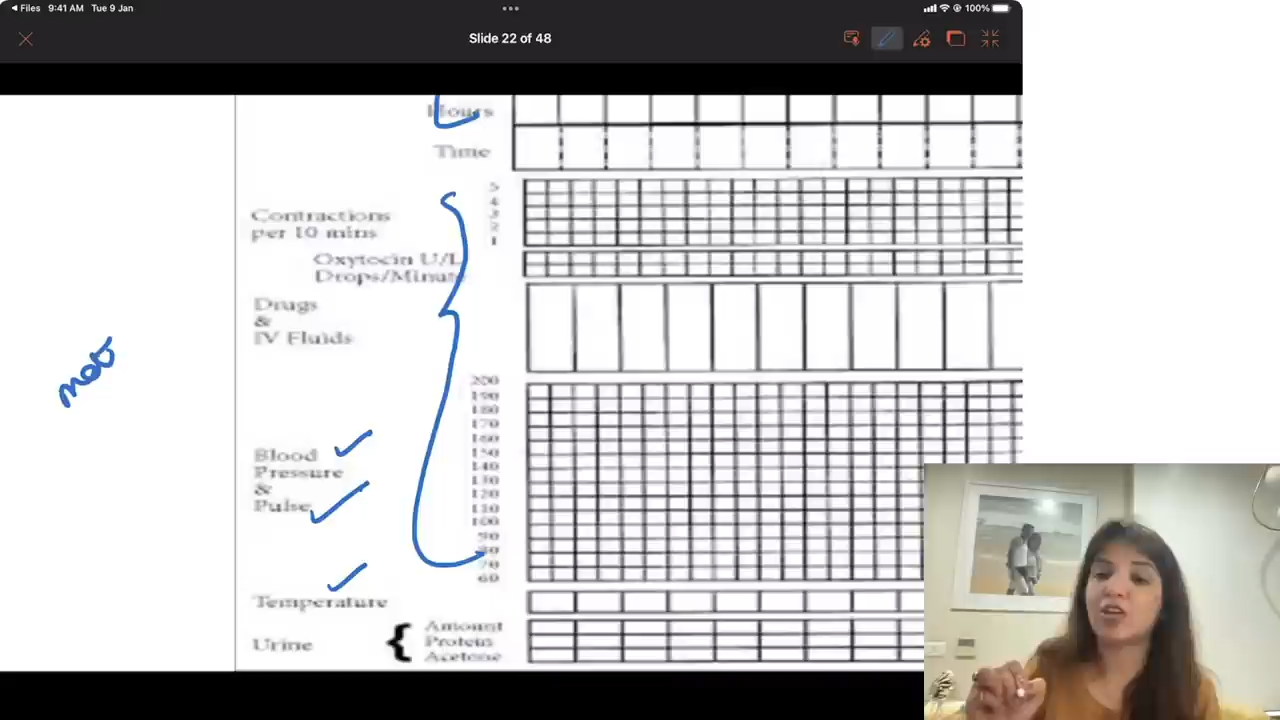 Files 9:41 AM Tue 9 Jan 100%
Slide 22 of 48
Hours
Time
Contractions
per 10 mins
5
4
3
2
1
Oxytocin U/L
Drops/Minute
Drugs
&
IV Fluids
200
190
180
170
160
150
140
130
120
110
100
90
80
70
60
Blood
Pressure
&
Pulse
Temperature
Urine { Amount
Protein
Acetone